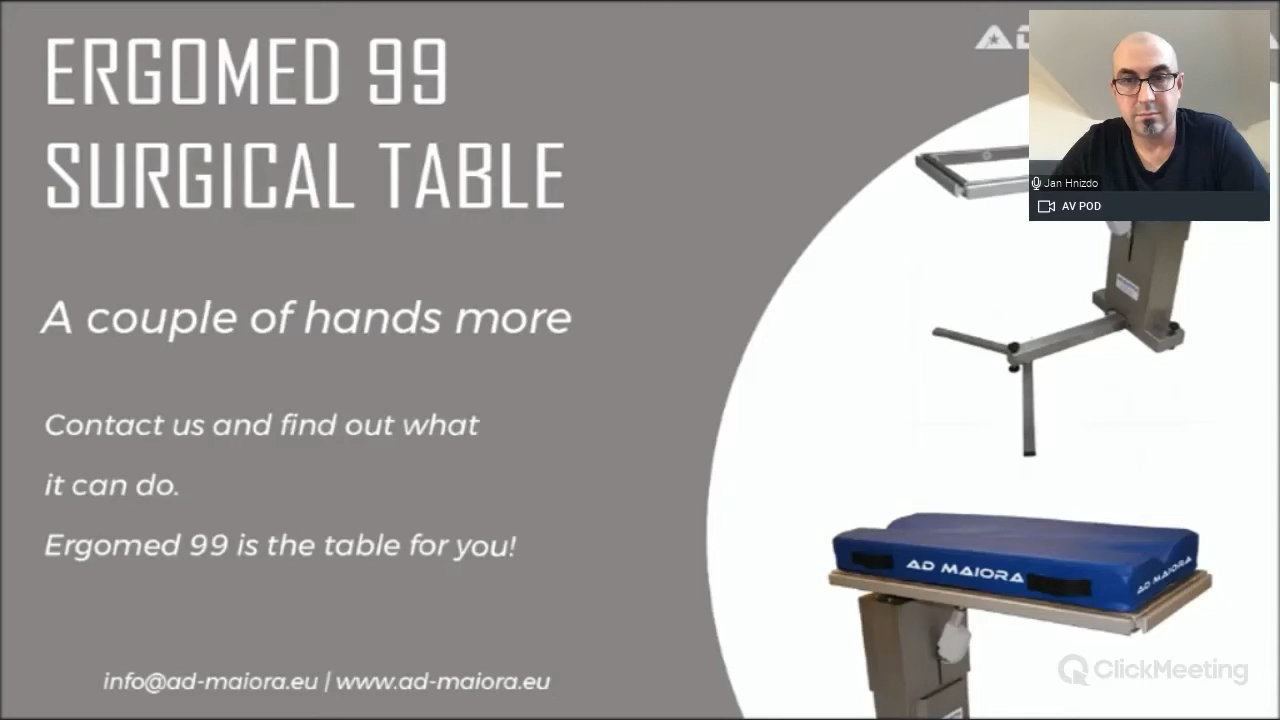 ERGOMED 99
SURGICAL TABLE
A couple of hands more
Contact us and find out what
it can do.
Ergomed 99 is the table for you!
info@ad-maiora.eu | www.ad-maiora.eu
AD
Jan Hnizdo
AV POD
AD MAIORA
AD MAIORA
ClickMeeting